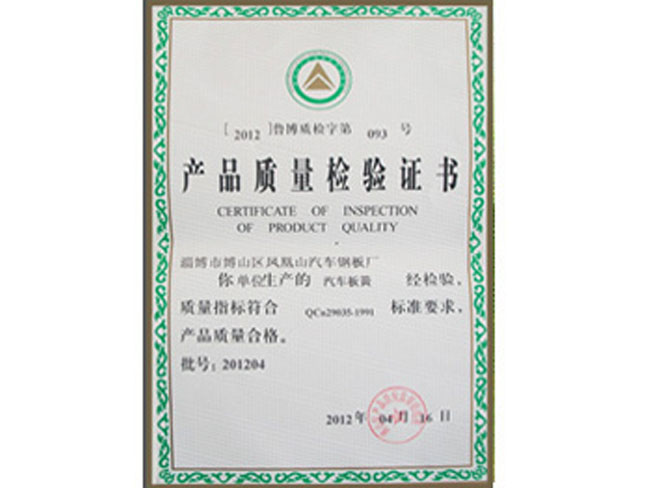 [2012]鲁博质检字第 093 号
产品质量检验证书
CERTIFICATE OF INSPECTION
OF PRODUCT QUALITY
淄博市博山区凤凰山汽车钢板厂
你单位生产的 汽车板簧 经检验，
质量指标符合 QCn29035-1991 标准要求，
产品质量合格。
批号：201204
2012年 04月 16日